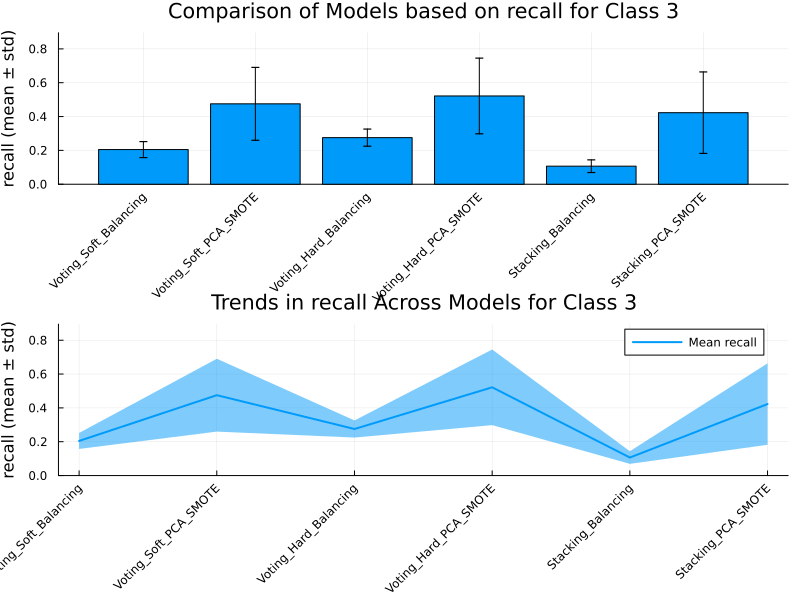 Comparison of Models based on recall for Class 3
recall (mean ± std)
0.8
0.6
0.4
0.2
0.0
Voting_Soft_Balancing
Voting_Soft_PCA_SMOTE
Voting_Hard_Balancing
Voting_Hard_PCA_SMOTE
Stacking_Balancing
Stacking_PCA_SMOTE
Trends in recall Across Models for Class 3
recall (mean ± std)
0.8
0.6
0.4
0.2
0.0
Mean recall
ing_Soft_Balancing
Voting_Soft_PCA_SMOTE
Voting_Hard_Balancing
Voting_Hard_PCA_SMOTE
Stacking_Balancing
Stacking_PCA_SMOTE